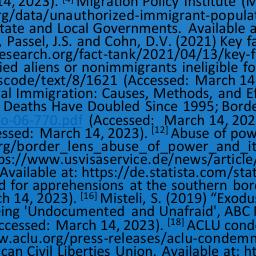 14, 2023). [4] Migration Policy Institute (M
rg/data/unauthorized-immigrant-populat
tate and Local Governments. Available a
, Passel, J.S. and Cohn, D.V. (2021) Key fa
esearch.org/fact-tank/2021/04/13/key-f
fied aliens or nonimmigrants ineligible fo
scode/text/8/1621 (Accessed: March 14
al Immigration: Causes, Methods, and Ef
Deaths Have Doubled Since 1995; Borde
o-06-770.pdf (Accessed: March 14, 202
essed: March 14, 2023). [12] Abuse of pow
rg/border_lens_abuse_of_power_and_it
ps://www.usvisaservice.de/news/article/
Available at: https://de.statista.com/stat
d for apprehensions at the southern bor
h 14, 2023). [16] Misteli, S. (2019) "Exodus
ing 'Undocumented and Unafraid', ABC
ccessed: March 14, 2023). [18] ACLU cond
w.aclu.org/press-releases/aclu-condemn
can Civil Liberties Union. Available at: ht